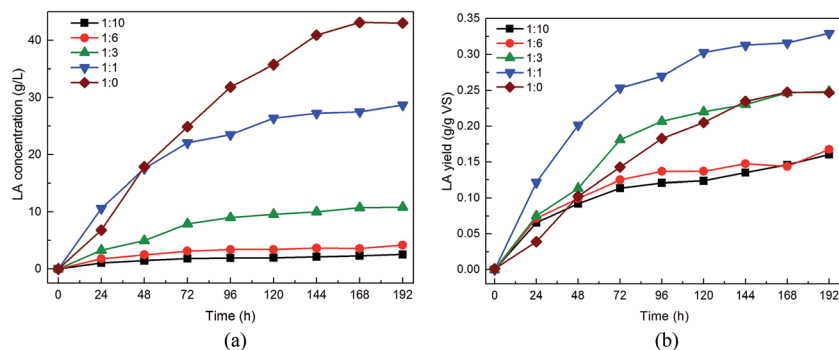 1:10
1:6
1:3
1:1
1:0
LA concentration (g/L)
40
30
20
10
0
0 24 48 72 96 120 144 168 192
Time (h)
(a)
1:10
1:6
1:3
1:1
1:0
LA yield (g/g VS)
0.35
0.30
0.25
0.20
0.15
0.10
0.05
0.00
0 24 48 72 96 120 144 168 192
Time (h)
(b)